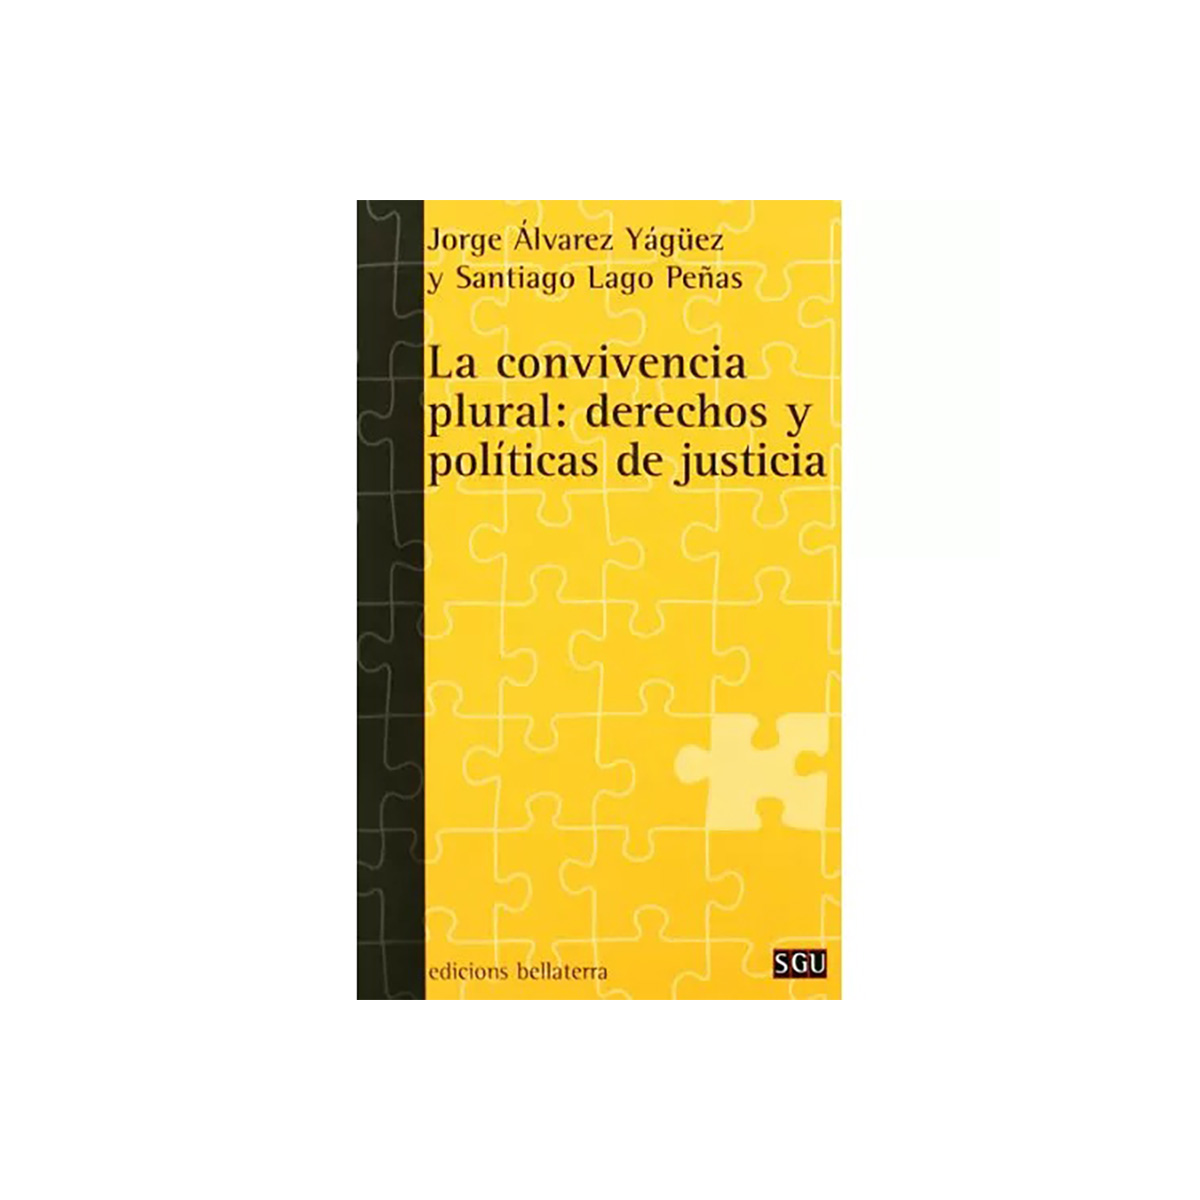 Jorge Álvarez Yágüez
y Santiago Lago Peñas
La convivencia
plural: derechos y
políticas de justicia
edicions bellaterra
SGU